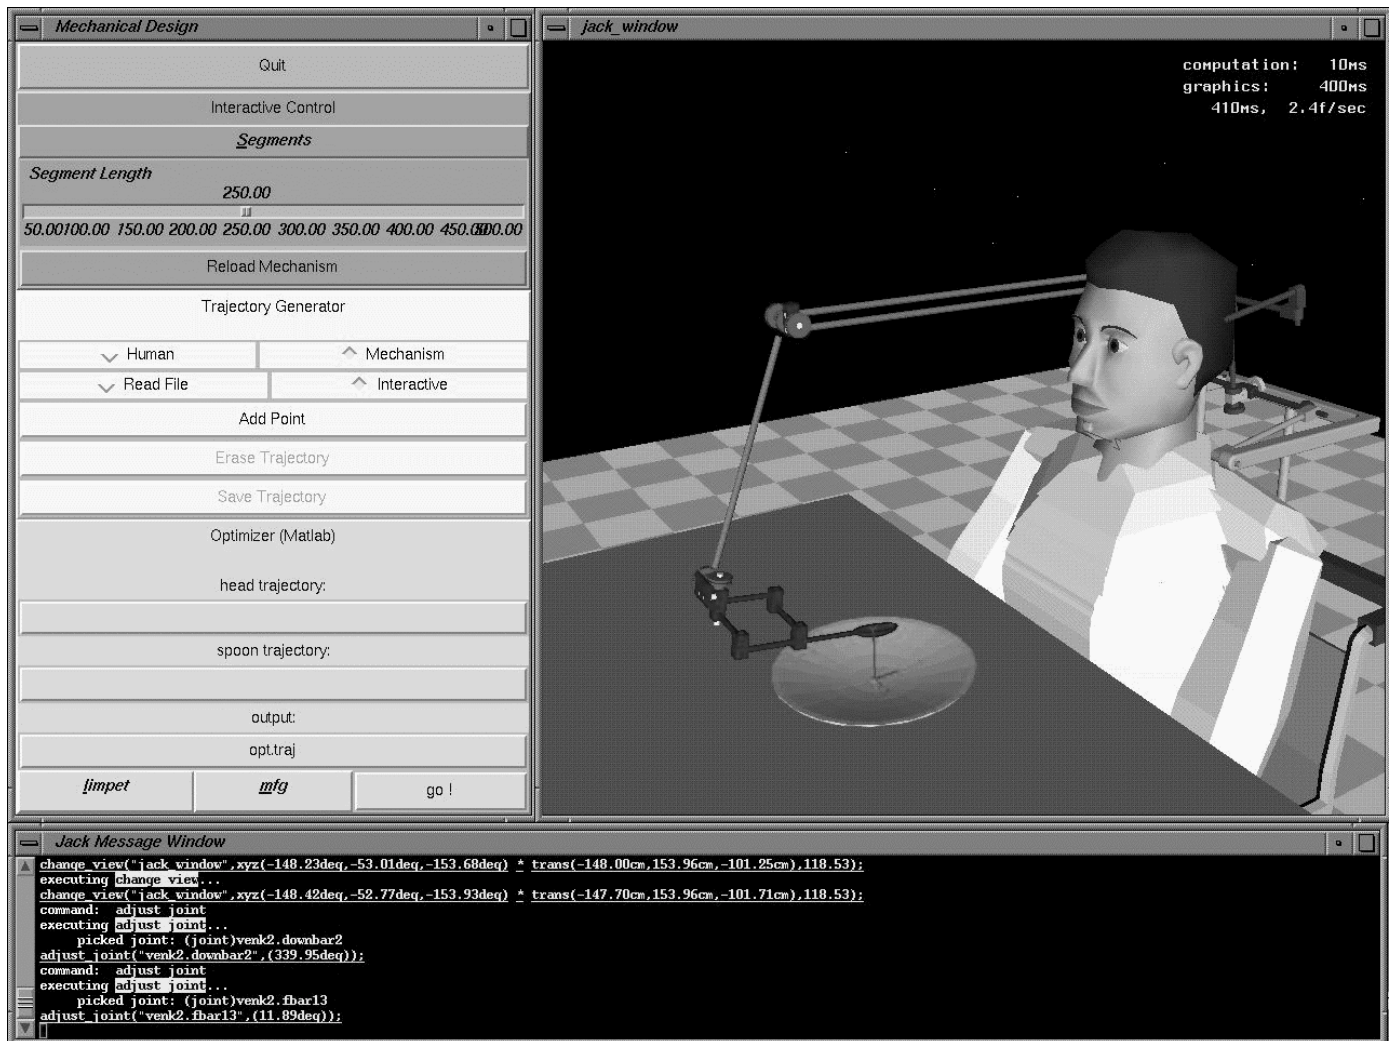 Mechanical Design
Quit
Interactive Control
Segments
Segment Length
250.00
50.00 100.00 150.00 200.00 250.00 300.00 350.00 400.00 450.00 500.00
Reload Mechanism
Trajectory Generator
Human Mechanism
Read File Interactive
Add Point
Erase Trajectory
Save Trajectory
Optimizer (Matlab)
head trajectory:
spoon trajectory:
output:
opt.traj
limpet mfg go !
jack_window
computation: 10ms
graphics: 400ms
410ms, 2.4f/sec
Jack Message Window
change_view("jack_window",xyz(-148.23deg,-53.01deg,-153.68deg) * trans(-148.00cm,153.96cm,-101.25cm),118.53);
executing change view...
change_view("jack_window",xyz(-148.42deg,-52.77deg,-153.93deg) * trans(-147.70cm,153.96cm,-101.71cm),118.53);
command: adjust joint
executing adjust joint...
picked joint: (joint)venk2.downbar2
adjust_joint("venk2.downbar2",(339.95deg));
command: adjust joint
executing adjust joint...
picked joint: (joint)venk2.fbar13
adjust_joint("venk2.fbar13",(11.89deg));